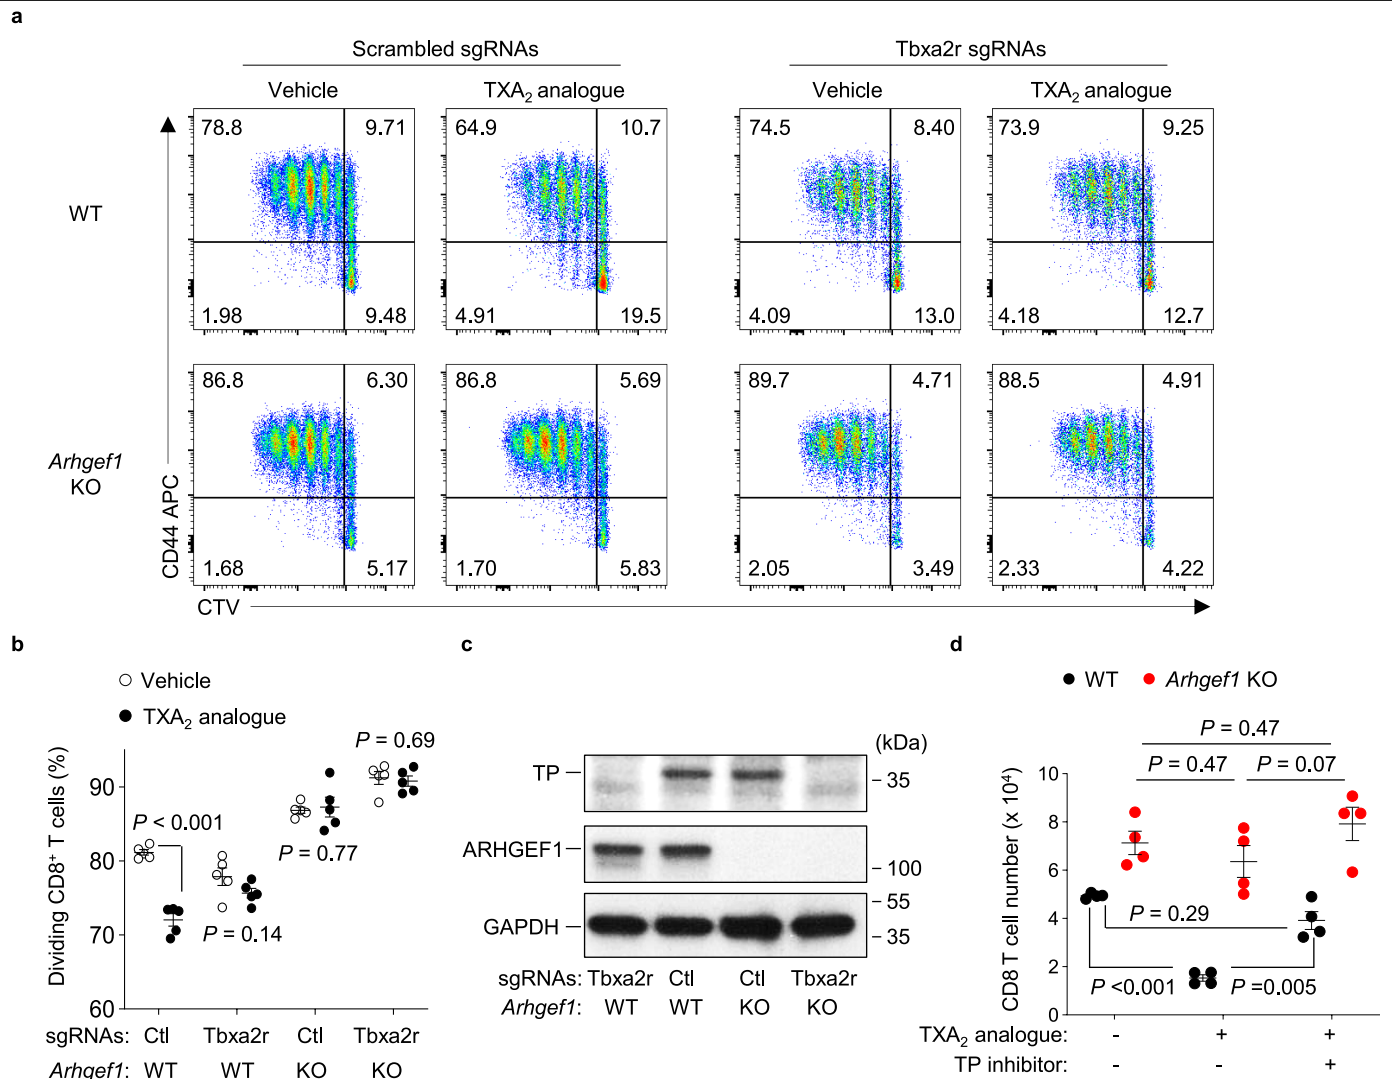 a
Scrambled sgRNAs
Tbxa2r sgRNAs
Vehicle
TXA2 analogue
Vehicle
TXA2 analogue
78.8
9.71
64.9
10.7
74.5
8.40
73.9
9.25
WT
1.98
9.48
4.91
19.5
4.09
13.0
4.18
12.7
86.8
6.30
86.8
5.69
89.7
4.71
88.5
4.91
Arhgef1
KO
CD44 APC
1.68
5.17
1.70
5.83
2.05
3.49
2.33
4.22
CTV
b
Vehicle
TXA2 analogue
Dividing CD8+ T cells (%)
90
80
70
60
P < 0.001
P = 0.14
P = 0.77
P = 0.69
sgRNAs: Ctl Tbxa2r Ctl Tbxa2r
Arhgef1: WT WT KO KO
c
(kDa)
TP
35
ARHGEF1
100
55
GAPDH
35
sgRNAs: Tbxa2r Ctl Ctl Tbxa2r
Arhgef1: WT WT KO KO
d
WT
Arhgef1 KO
CD8 T cell number (x 10⁴)
10
8
6
4
2
0
P = 0.47
P = 0.47
P = 0.07
P = 0.29
P <0.001
P =0.005
TXA2 analogue: - + +
TP inhibitor: - - +